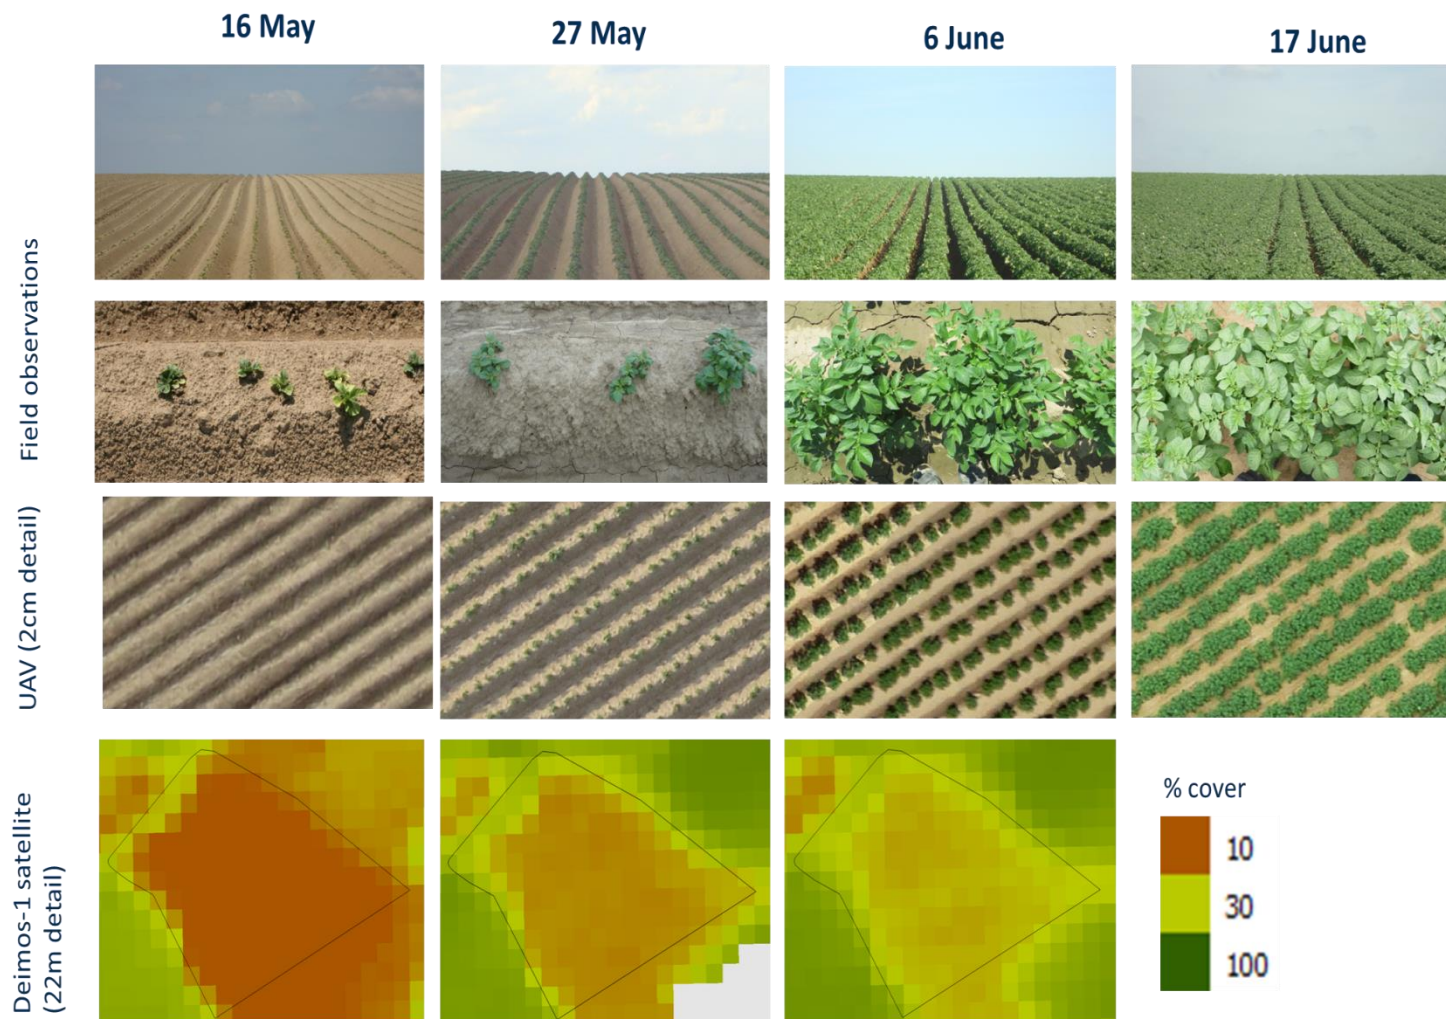 16 May
27 May
6 June
17 June
Field observations
UAV (2cm detail)
Deimos-1 satellite
(22m detail)
% cover
10
30
100